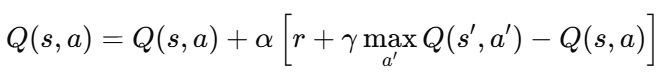 Q(s, a) = Q(s, a) + α [r + γ max_{a′} Q(s′, a′) − Q(s, a)]